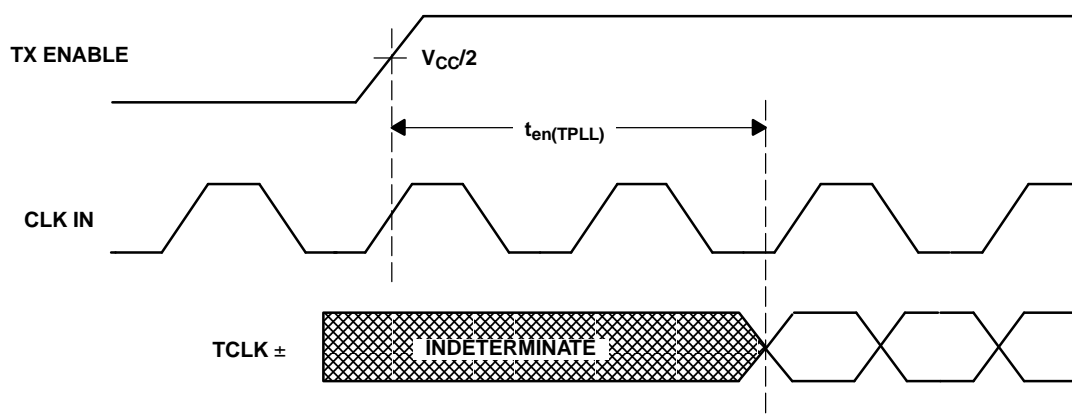 TX ENABLE
VCC/2
ten(TPLL)
CLK IN
TCLK ±
INDETERMINATE